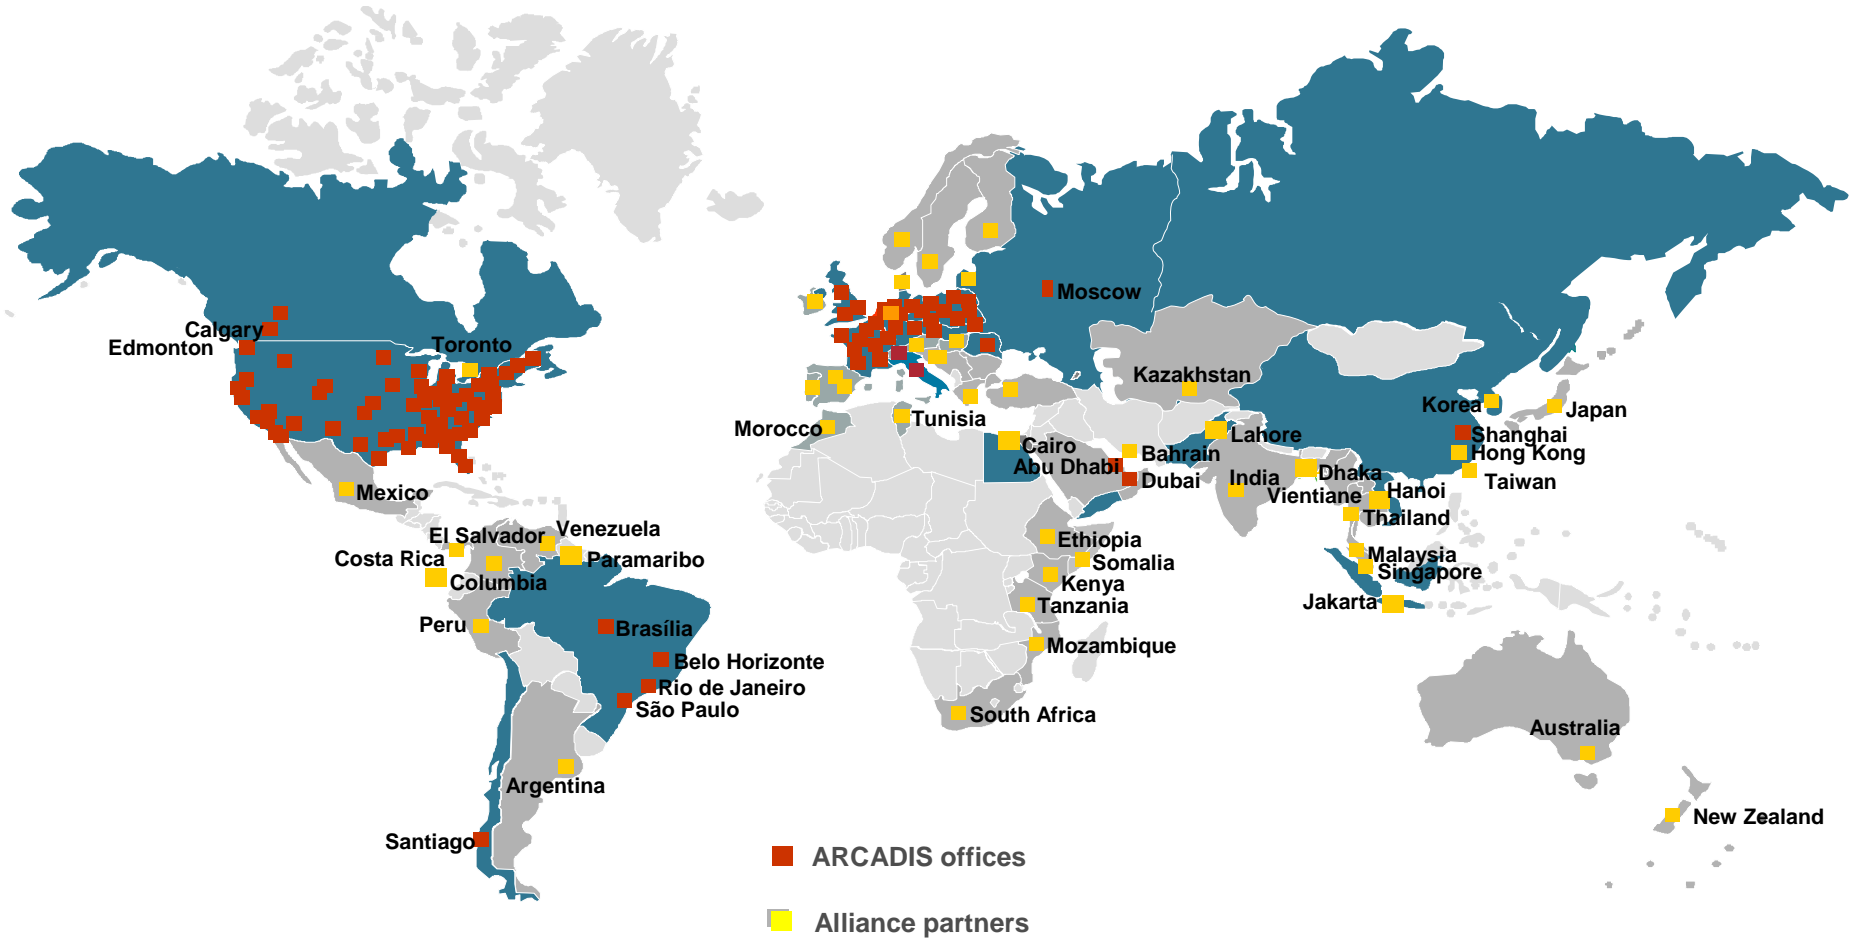 Moscow
Calgary
Edmonton
Toronto
Kazakhstan
Korea
Japan
Morocco
Tunisia
Cairo
Lahore
Shanghai
Hong Kong
Abu Dhabi
Bahrain
Dubai
India
Dhaka
Taiwan
Mexico
Vientiane
Hanoi
Thailand
El Salvador
Venezuela
Costa Rica
Paramaribo
Columbia
Ethiopia
Somalia
Kenya
Malaysia
Singapore
Jakarta
Tanzania
Peru
Brasília
Mozambique
Belo Horizonte
Rio de Janeiro
São Paulo
South Africa
Australia
Argentina
New Zealand
Santiago
ARCADIS offices
Alliance partners